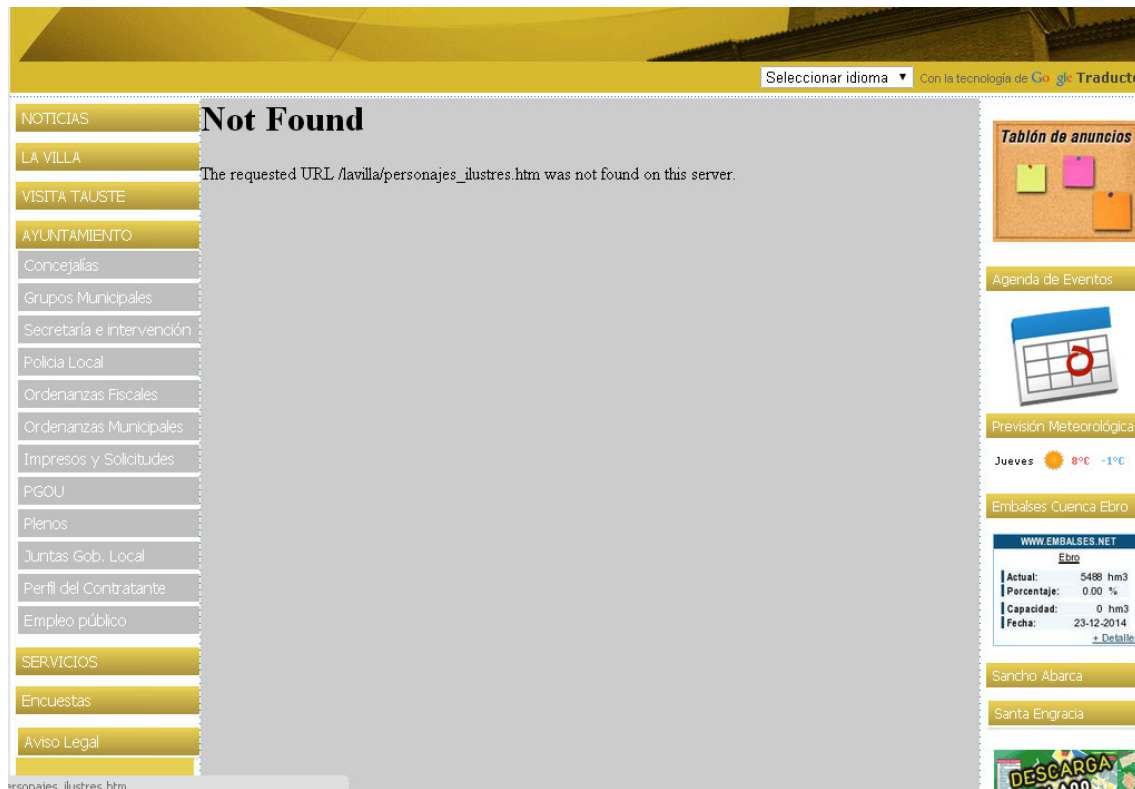 Seleccionar idioma ▼ Con la tecnología de Google
NOTICIAS
LA VILLA
VISITA TAUSTE
AYUNTAMIENTO
Concejalías
Grupos Municipales
Secretaría e intervención
Policia Local
Ordenanzas Fiscales
Ordenanzas Municipales
Impresos y Solicitudes
PGOU
Plenos
Juntas Gob. Local
Perfil del Contratante
Empleo público
SERVICIOS
Encuestas
Aviso Legal
Not Found
The requested URL /lavilla/personajes_ilustres.htm was not found on this server.
Tablón de anuncios
Agenda de Eventos
Previsión Meteorológica
Jueves 8ºC -1ºC
Embalses Cuenca Ebro
WWW.EMBALSES.NET
Ebro
Actual: 5488 hm3
Porcentaje: 0.00 %
Capacidad: 0 hm3
Fecha: 23-12-2014
+ Detalle
Sancho Abarca
Santa Engracia
DESCARGA